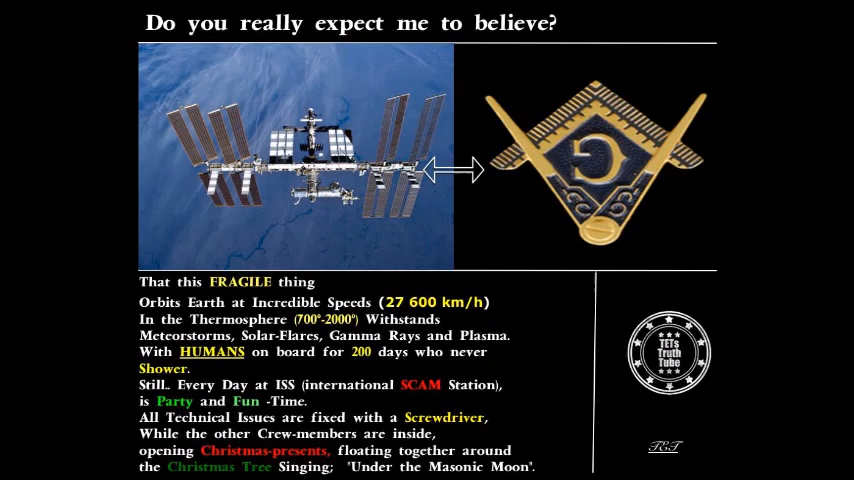 Do you really expect me to believe?
G
That this FRAGILE thing
Orbits Earth at Incredible Speeds (27 600 km/h)
In the Thermosphere (700°-2000°) Withstands
Meteorstorms, Solar-Flares, Gamma Rays and Plasma.
With HUMANS on board for 200 days who never
Shower.
Still.. Every Day at ISS (international SCAM Station),
is Party and Fun -Time.
All Technical Issues are fixed with a Screwdriver,
While the other Crew-members are inside,
opening Christmas-presents, floating together around
the Christmas Tree Singing; "Under the Masonic Moon".
TETs
Truth
Tube
TET